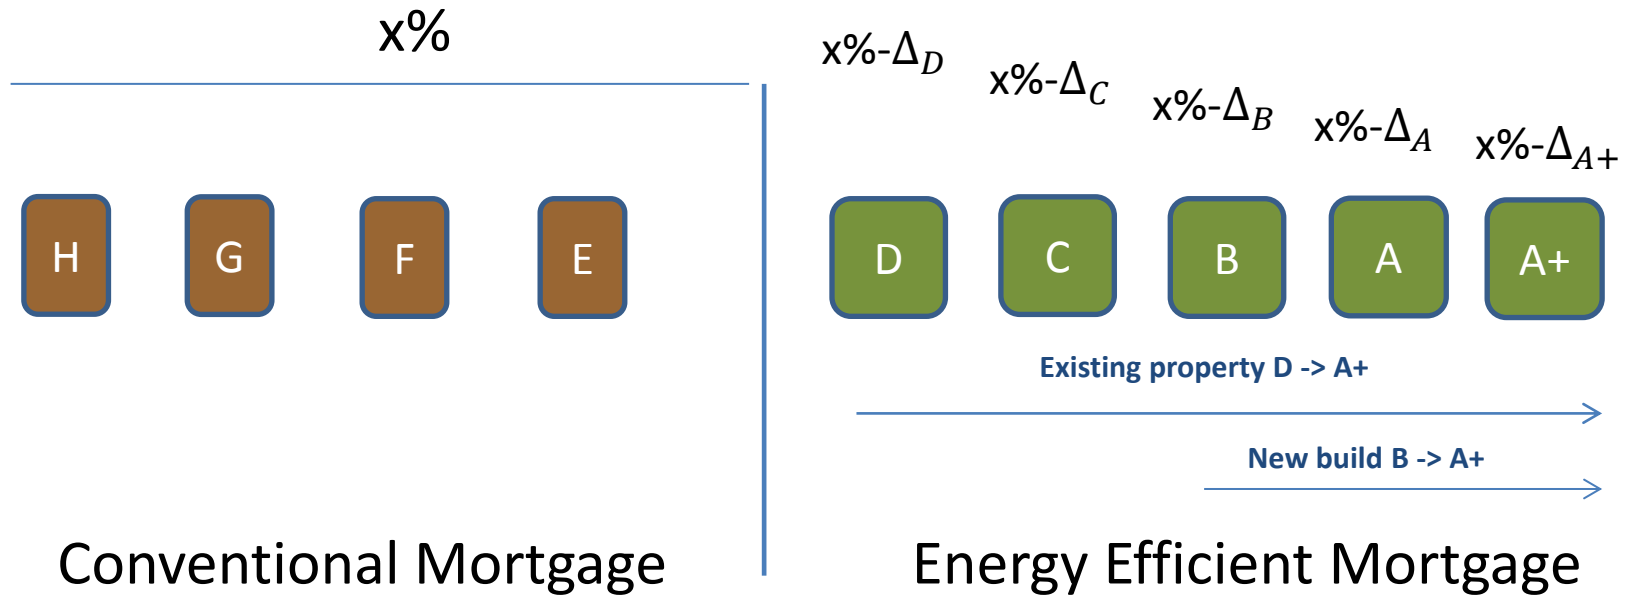 x%
x%-Δ_D
x%-Δ_C
x%-Δ_B
x%-Δ_A
x%-Δ_A+
H
G
F
E
D
C
B
A
A+
Existing property D -> A+
New build B -> A+
Conventional Mortgage
Energy Efficient Mortgage